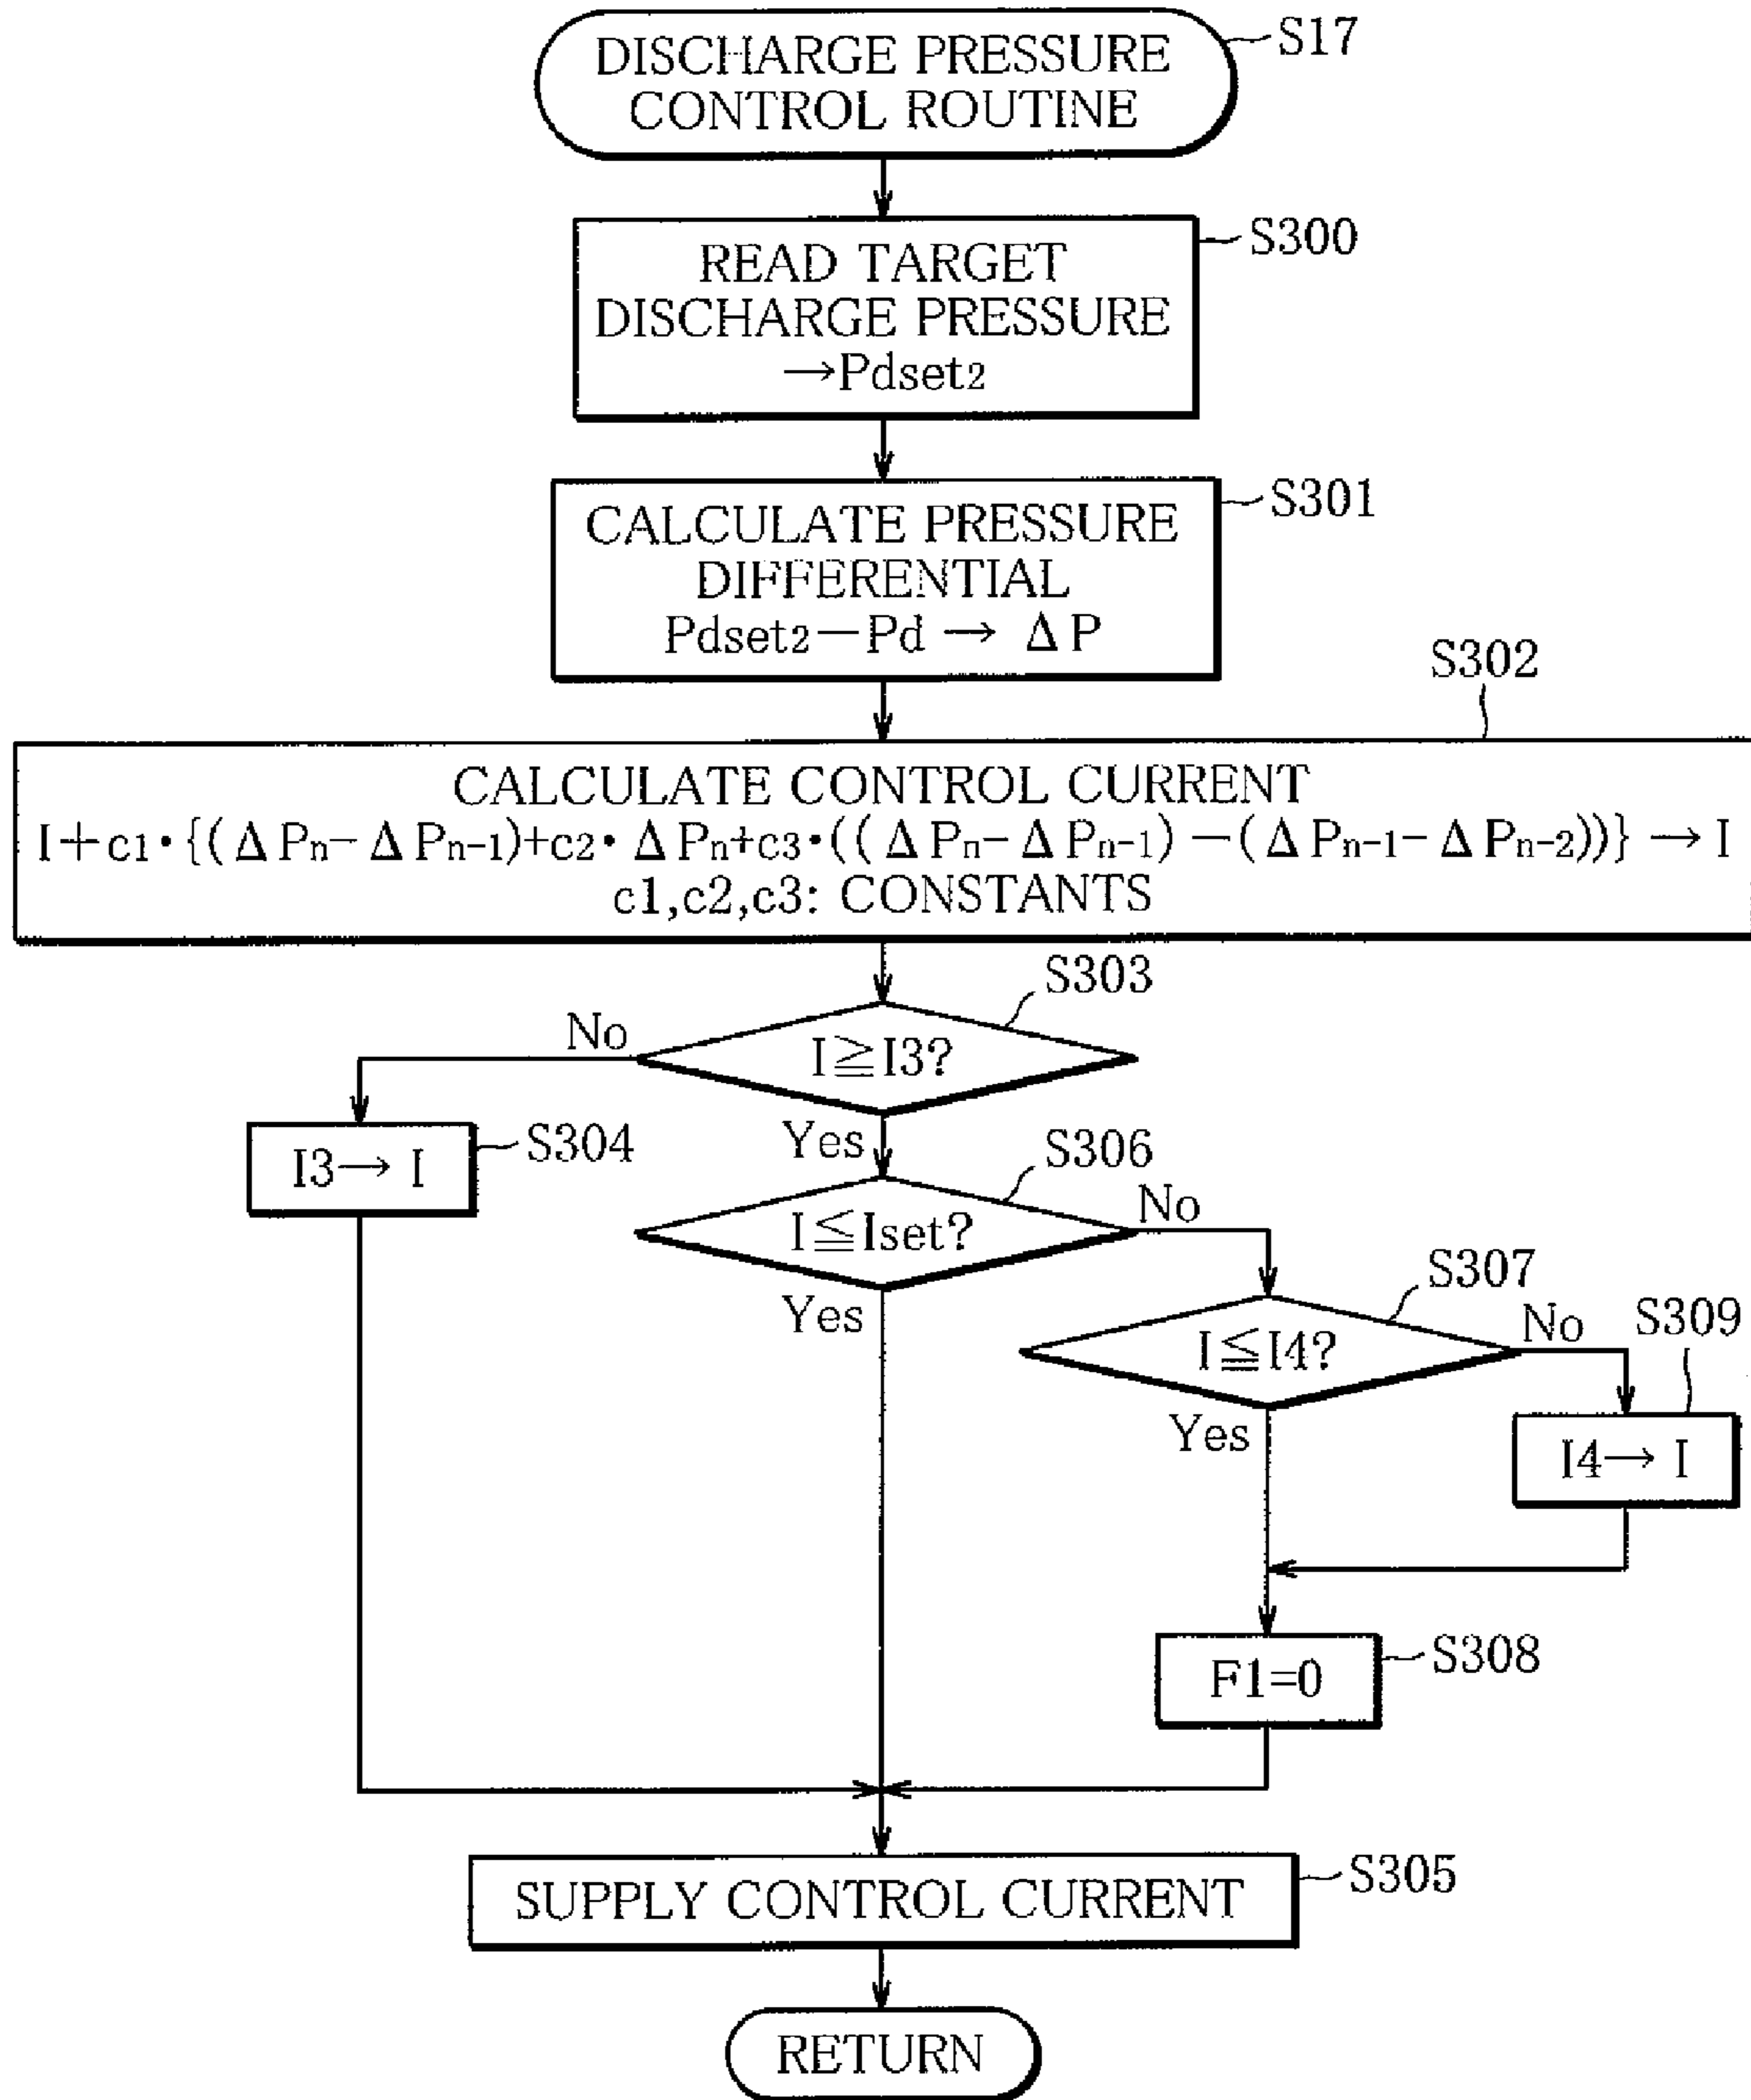 DISCHARGE PRESSURE
CONTROL ROUTINE
S17
READ TARGET
DISCHARGE PRESSURE
→Pdset2
S300
CALCULATE PRESSURE
DIFFERENTIAL
Pdset2−Pd → ΔP
S301
S302
CALCULATE CONTROL CURRENT
I+c1·{(ΔPn−ΔPn-1)+c2·ΔPn+c3·((ΔPn−ΔPn-1)−(ΔPn-1−ΔPn-2))}→I
c1,c2,c3: CONSTANTS
S303
No
I≧I3?
Yes
I3→ I
S304
S306
I≦Iset?
No
Yes
S307
I≦I4?
No
S309
Yes
I4→ I
F1=0
S308
SUPPLY CONTROL CURRENT
S305
RETURN